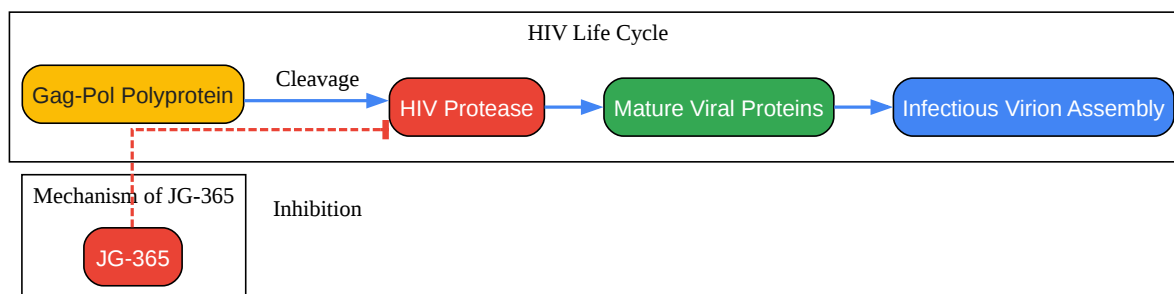 HIV Life Cycle
Gag-Pol Polyprotein
Cleavage
HIV Protease
Mature Viral Proteins
Infectious Virion Assembly
Mechanism of JG-365
Inhibition
JG-365